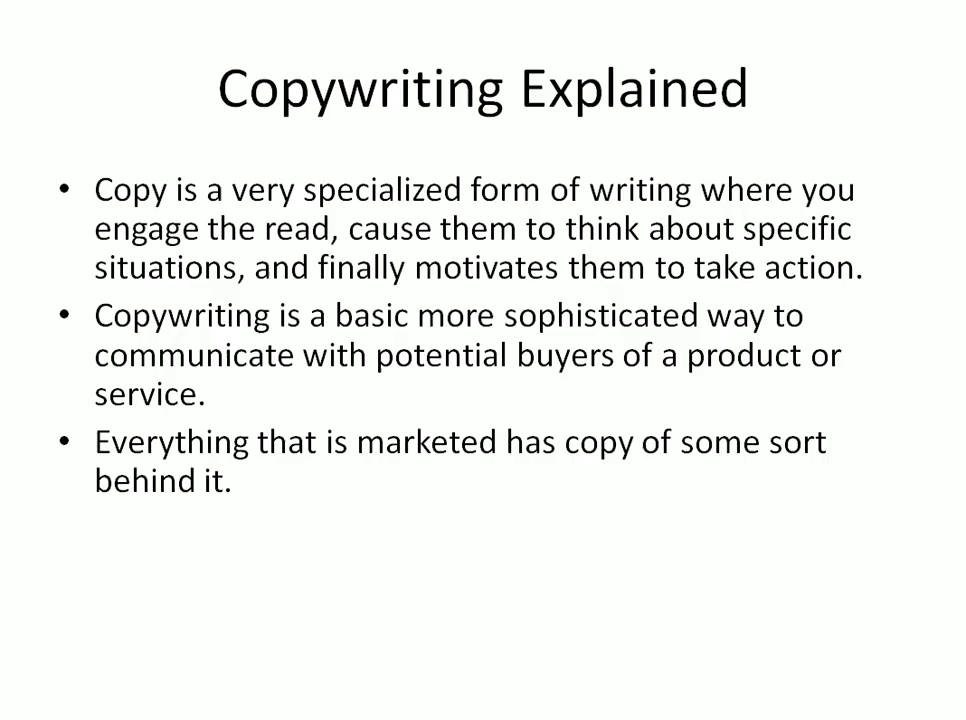 Copywriting Explained
• Copy is a very specialized form of writing where you
engage the read, cause them to think about specific
situations, and finally motivates them to take action.
• Copywriting is a basic more sophisticated way to
communicate with potential buyers of a product or
service.
• Everything that is marketed has copy of some sort
behind it.